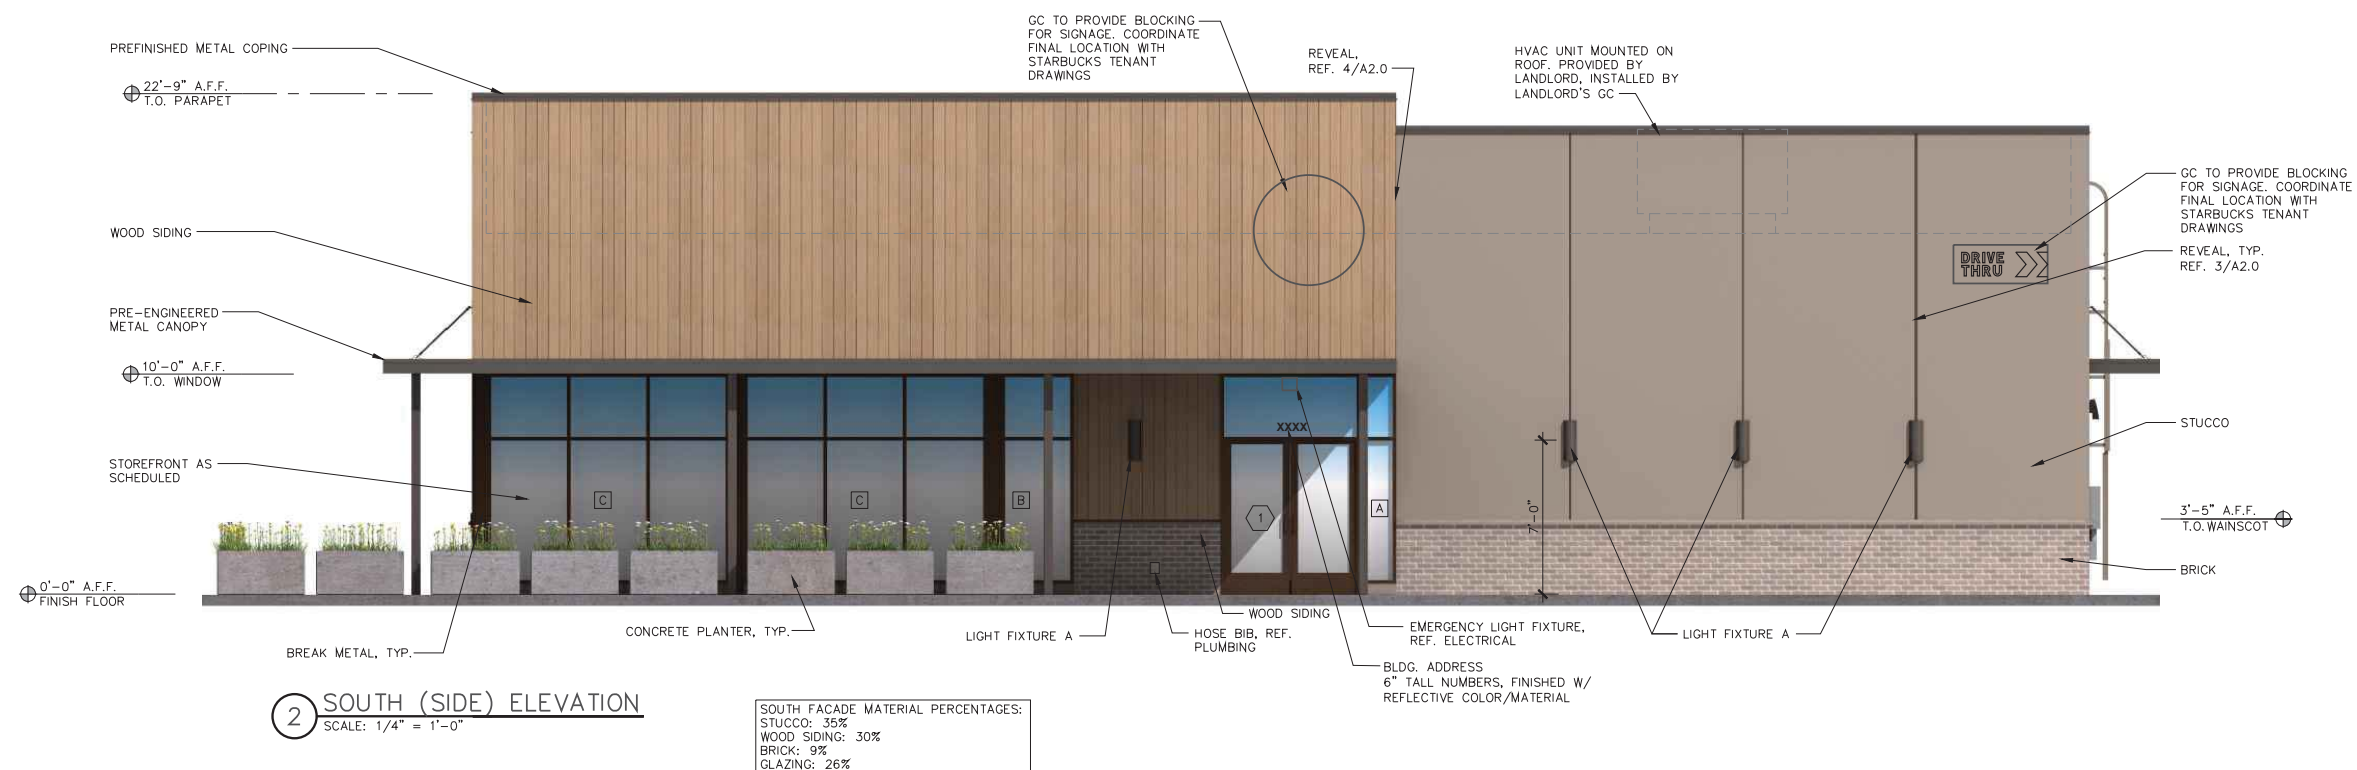 PREFINISHED METAL COPING
22'-9" A.F.F.
T.O. PARAPET
WOOD SIDING
PRE-ENGINEERED
METAL CANOPY
10'-0" A.F.F.
T.O. WINDOW
STOREFRONT AS
SCHEDULED
0'-0" A.F.F.
FINISH FLOOR
BREAK METAL, TYP.
GC TO PROVIDE BLOCKING
FOR SIGNAGE. COORDINATE
FINAL LOCATION WITH
STARBUCKS TENANT
DRAWINGS
REVEAL,
REF. 4/A2.0
HVAC UNIT MOUNTED ON
ROOF. PROVIDED BY
LANDLORD, INSTALLED BY
LANDLORD'S GC
GC TO PROVIDE BLOCKING
FOR SIGNAGE. COORDINATE
FINAL LOCATION WITH
STARBUCKS TENANT
DRAWINGS
REVEAL, TYP.
REF. 3/A2.0
DRIVE
THRU
STUCCO
3'-5" A.F.F.
T.O. WAINSCOT
BRICK
XXXX
C
C
B
1
A
7'-0"
CONCRETE PLANTER, TYP.
LIGHT FIXTURE A
WOOD SIDING
HOSE BIB, REF.
PLUMBING
EMERGENCY LIGHT FIXTURE,
REF. ELECTRICAL
LIGHT FIXTURE A
BLDG. ADDRESS
6" TALL NUMBERS, FINISHED W/
REFLECTIVE COLOR/MATERIAL
2
SOUTH (SIDE) ELEVATION
SCALE: 1/4" = 1'-0"
SOUTH FACADE MATERIAL PERCENTAGES:
STUCCO: 35%
WOOD SIDING: 30%
BRICK: 9%
GLAZING: 26%